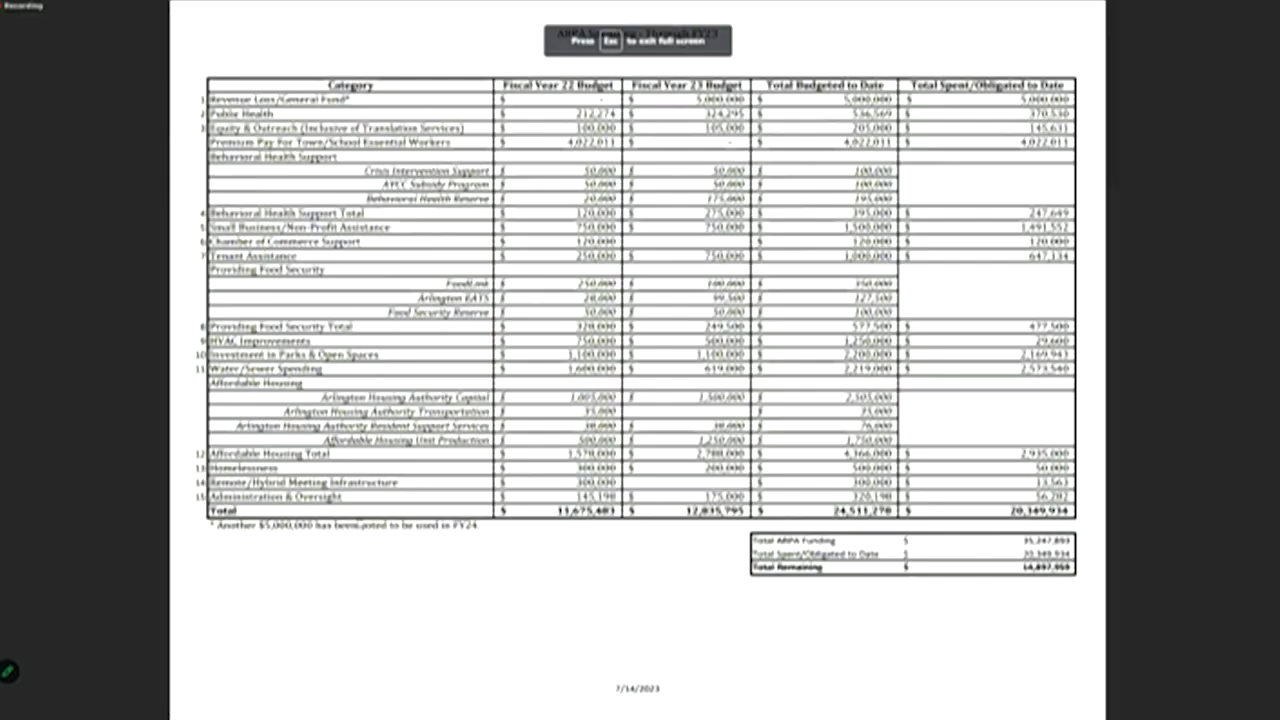 Recording
ARPA Spending - Through FY23
Press Esc to exit full screen
Category Fiscal Year 22 Budget Fiscal Year 23 Budget Total Budgeted to Date Total Spent/Obligated to Date
1 Revenue Loss/General Fund* $ - $ 5,000,000 $ 5,000,000 $ 5,000,000
2 Public Health $ 212,274 $ 324,295 $ 536,569 $ 370,530
3 Equity & Outreach (Inclusive of Translation Services) $ 100,000 $ 105,000 $ 205,000 $ 145,631
Premium Pay For Town/School Essential Workers $ 4,022,011 $ - $ 4,022,011 $ 4,022,011
Behavioral Health Support
Crisis Intervention Support $ 50,000 $ 50,000 $ 100,000
AYCC Subsidy Program $ 50,000 $ 50,000 $ 100,000
Behavioral Health Reserve $ 20,000 $ 175,000 $ 195,000
4 Behavioral Health Support Total $ 120,000 $ 275,000 $ 395,000 $ 247,649
5 Small Business/Non-Profit Assistance $ 750,000 $ 750,000 $ 1,500,000 $ 1,491,552
6 Chamber of Commerce Support $ 120,000 $ 120,000 $ 120,000
7 Tenant Assistance $ 250,000 $ 750,000 $ 1,000,000 $ 647,134
Providing Food Security
FoodLink $ 250,000 $ 100,000 $ 350,000
Arlington EATS $ 28,000 $ 99,500 $ 127,500
Food Security Reserve $ 50,000 $ 50,000 $ 100,000
8 Providing Food Security Total $ 328,000 $ 249,500 $ 577,500 $ 477,500
9 HVAC Improvements $ 750,000 $ 500,000 $ 1,250,000 $ 29,600
10 Investment in Parks & Open Spaces $ 1,100,000 $ 1,100,000 $ 2,200,000 $ 2,169,943
11 Water/Sewer Spending $ 1,600,000 $ 619,000 $ 2,219,000 $ 2,573,540
Affordable Housing
Arlington Housing Authority Capital $ 1,005,000 $ 1,500,000 $ 2,505,000
Arlington Housing Authority Transportation $ 35,000 $ 35,000
Arlington Housing Authority Resident Support Services $ 38,000 $ 38,000 $ 76,000
Affordable Housing Unit Production $ 500,000 $ 1,250,000 $ 1,750,000
12 Affordable Housing Total $ 1,578,000 $ 2,788,000 $ 4,366,000 $ 2,935,000
13 Homelessness $ 300,000 $ 200,000 $ 500,000 $ 50,000
14 Remote/Hybrid Meeting Infrastructure $ 300,000 $ 300,000 $ 13,563
15 Administration & Oversight $ 145,198 $ 175,000 $ 320,198 $ 56,282
Total $ 11,675,483 $ 12,835,795 $ 24,511,278 $ 20,349,934
* Another $5,000,000 has been voted to be used in FY24
Total ARPA Funding $ 35,247,893
Total Spent/Obligated to Date $ 20,349,934
Total Remaining $ 14,897,959
7/14/2023